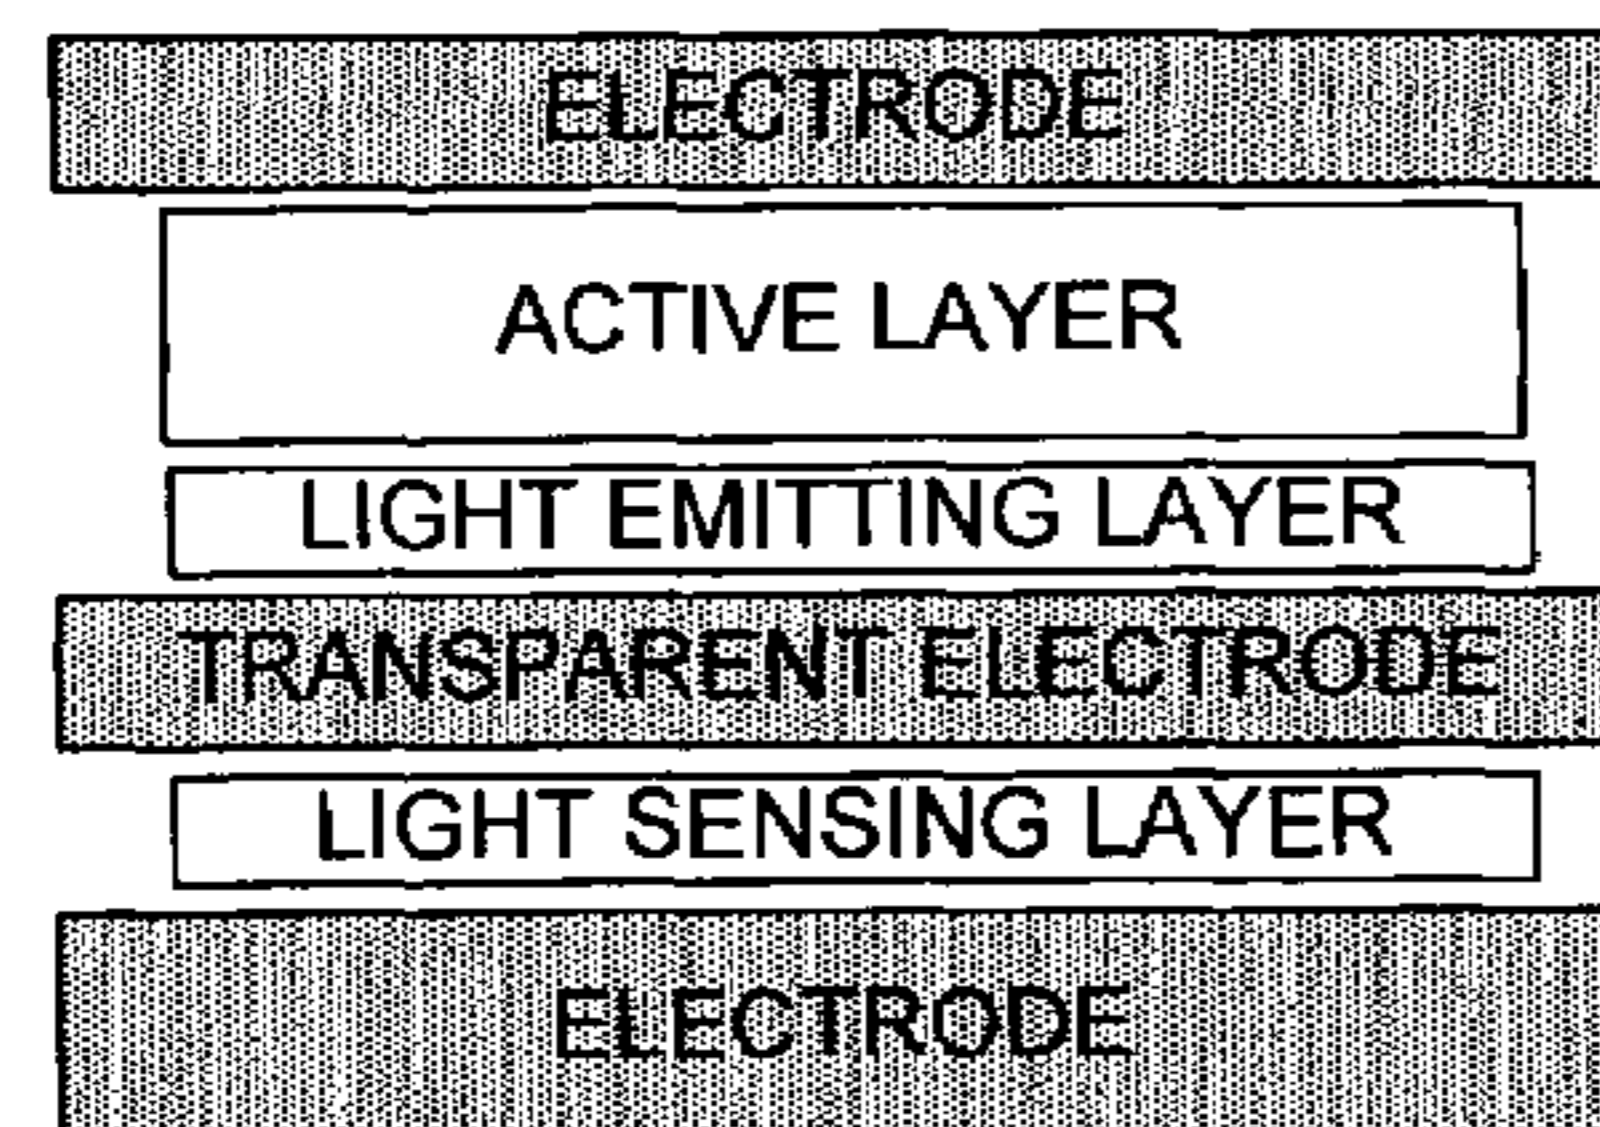 ELECTRODE
ACTIVE LAYER
LIGHT EMITTING LAYER
TRANSPARENT ELECTRODE
LIGHT SENSING LAYER
ELECTRODE